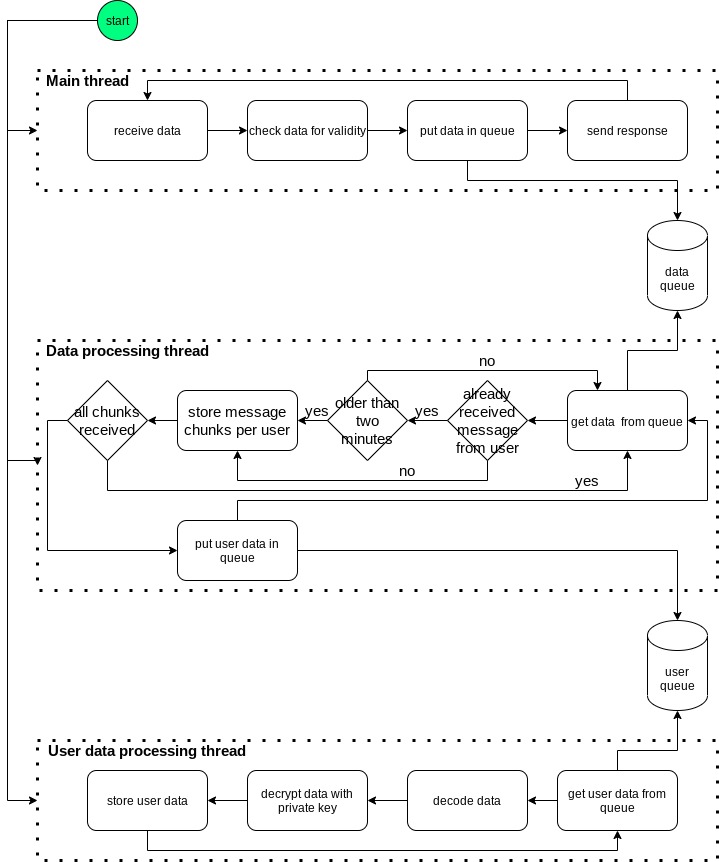 start
Main thread
receive data
check data for validity
put data in queue
send response
data
queue
Data processing thread
no
all chunks
received
store message
chunks per user
yes
older than
two
minutes
yes
already
received
message
from user
get data  from queue
no
yes
put user data in
queue
user
queue
User data processing thread
store user data
decrypt data with
private key
decode data
get user data from
queue